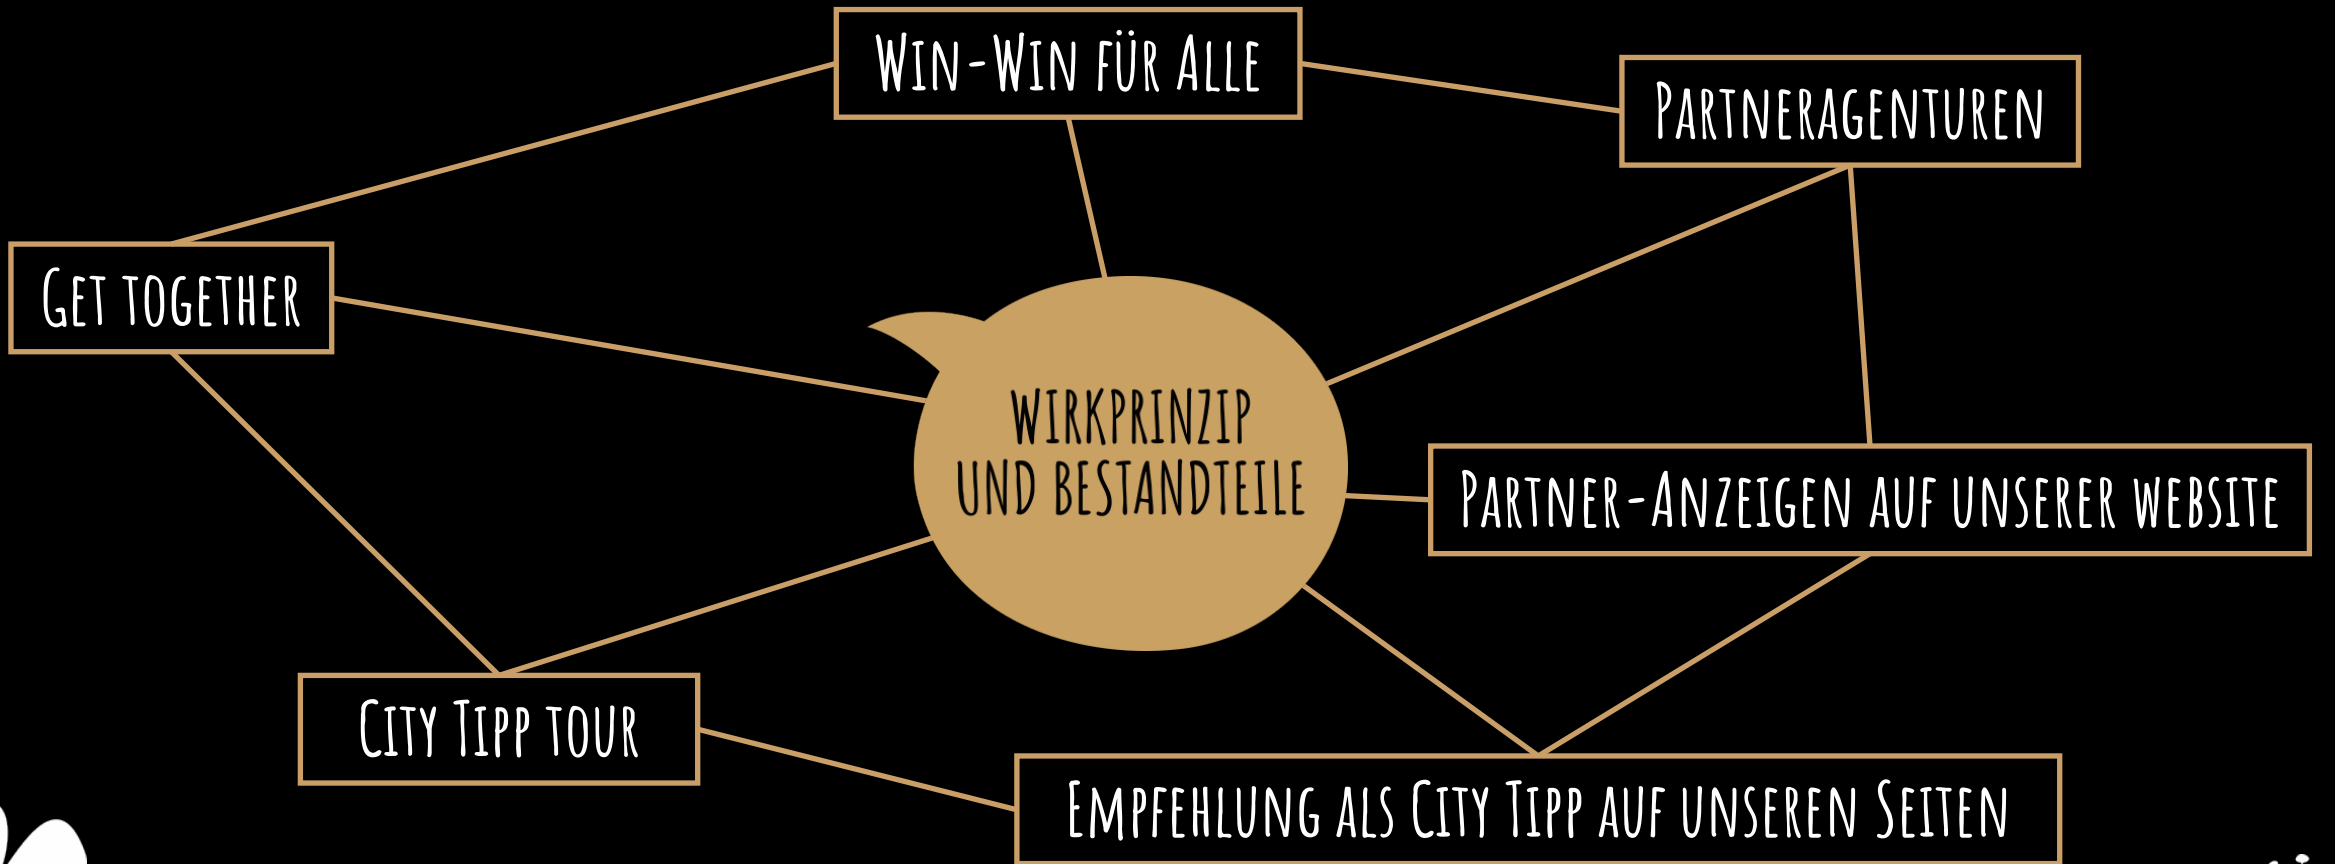 Win-Win für Alle
Partneragenturen
Get together
wirkprinzip
und bestandteile
Partner-Anzeigen auf unserer website
City Tipp tour
Empfehlung als City Tipp auf unseren Seiten